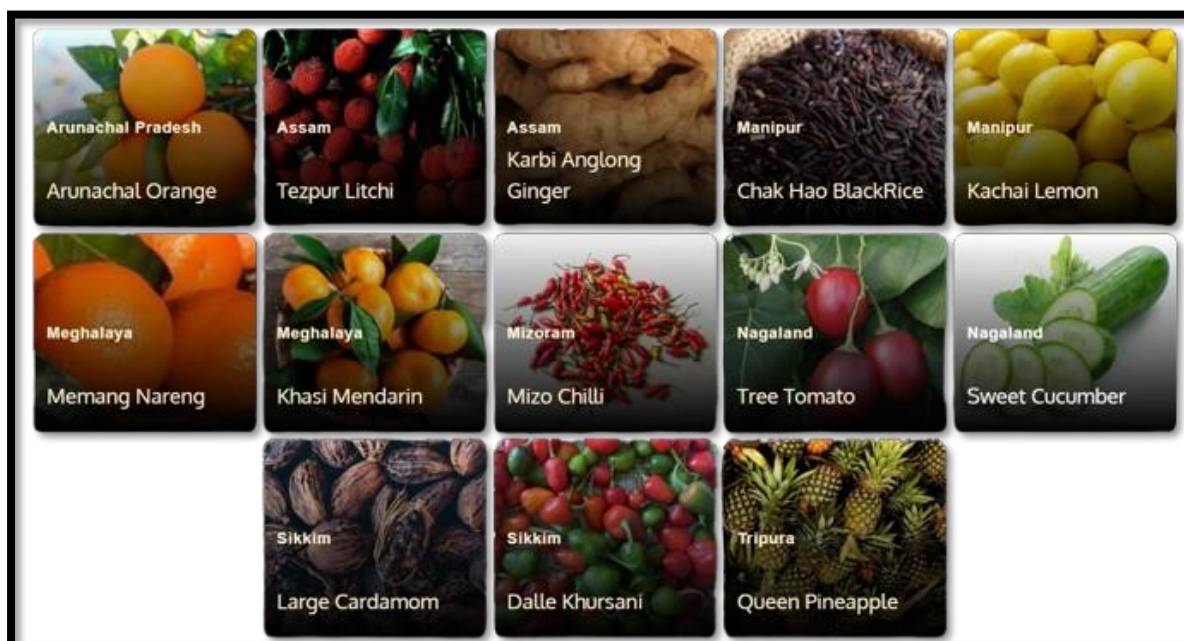 Arunachal Pradesh
Arunachal Orange
Assam
Tezpur Litchi
Assam
Karbi Anglong
Ginger
Manipur
Chak Hao BlackRice
Manipur
Kachai Lemon
Meghalaya
Memang Nareng
Meghalaya
Khasi Mendarin
Mizoram
Mizo Chilli
Nagaland
Tree Tomato
Nagaland
Sweet Cucumber
Sikkim
Large Cardamom
Sikkim
Dalle Khursani
Tripura
Queen Pineapple